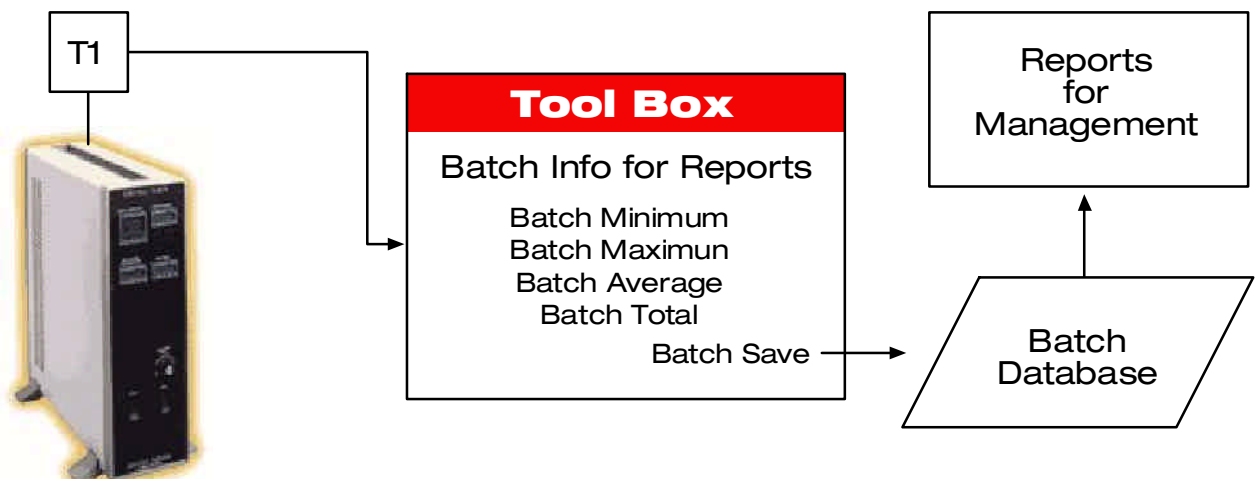 T1
Tool Box
Batch Info for Reports
Batch Minimum
Batch Maximun
Batch Average
Batch Total
Batch Save
Reports
for
Management
Batch
Database